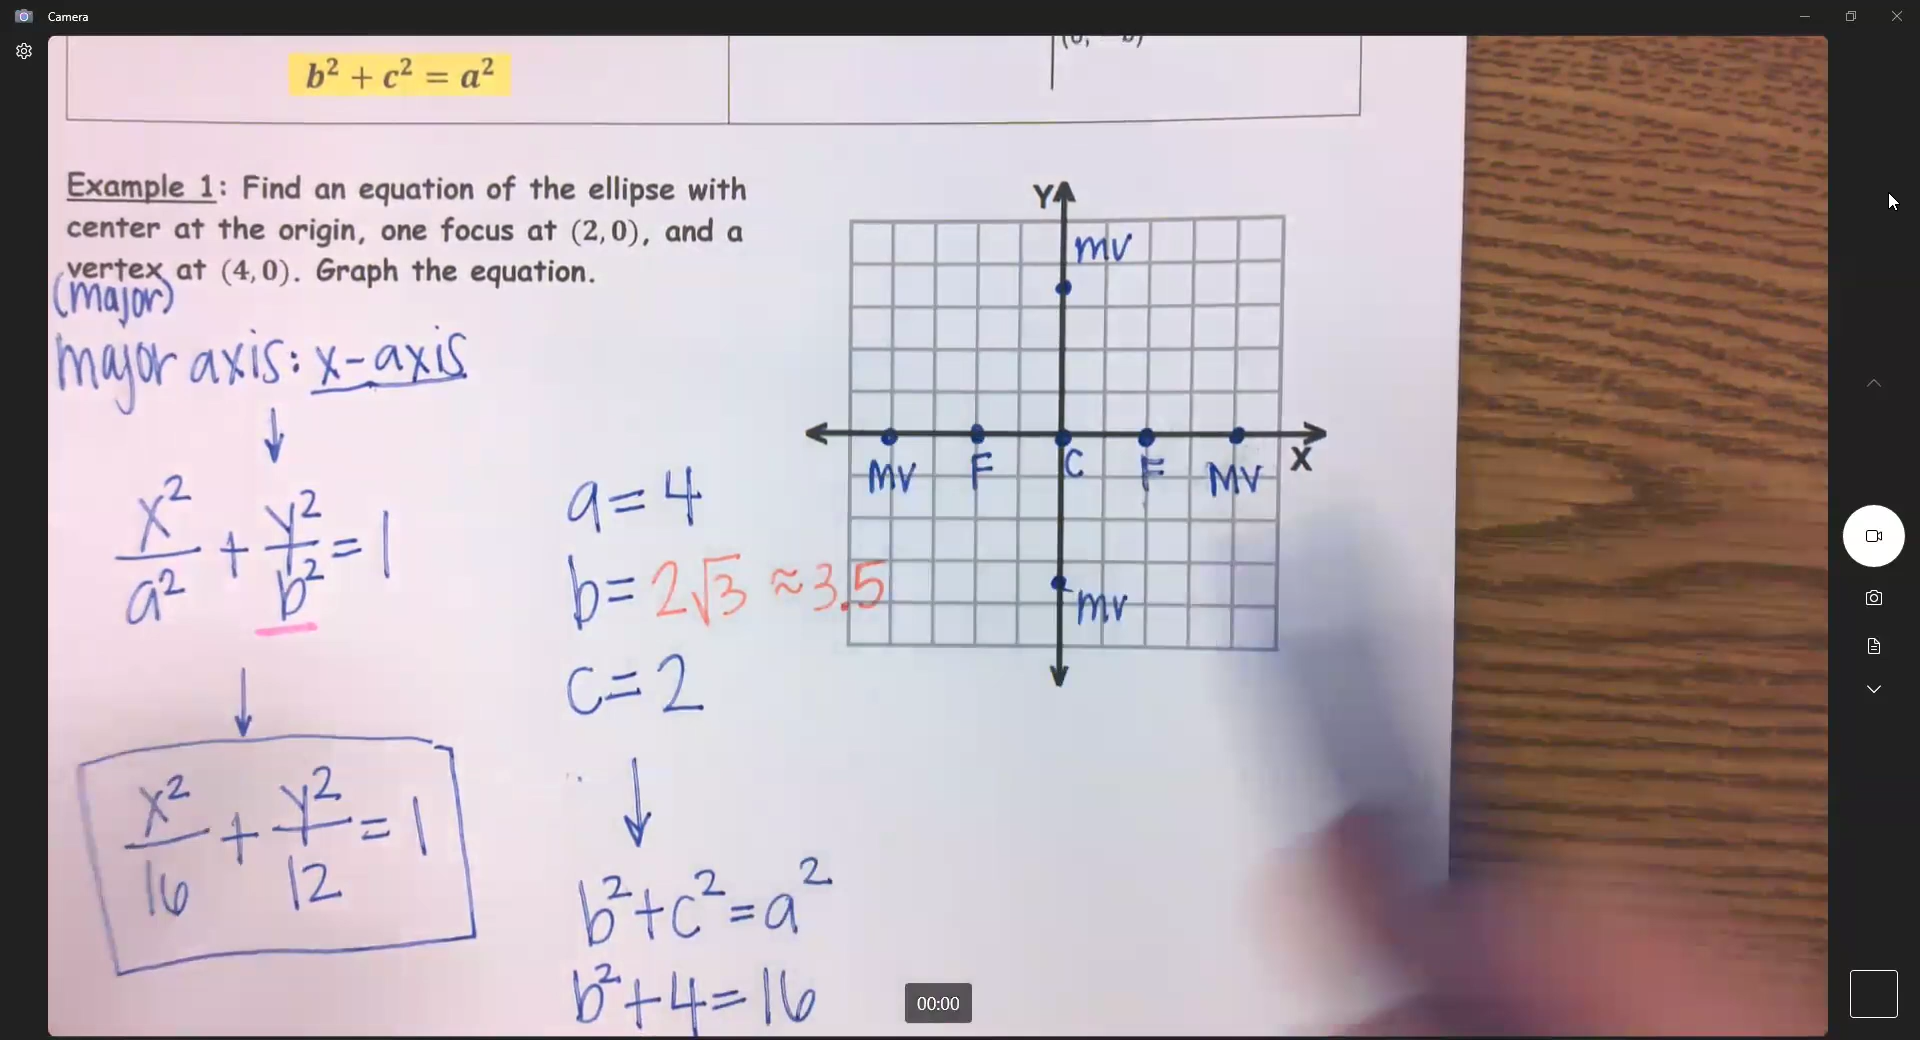 Camera
b² + c² = a²
Example 1: Find an equation of the ellipse with
center at the origin, one focus at (2,0), and a
vertex at (4,0). Graph the equation.
(major)
major axis: x-axis
x²/a² + y²/b² = 1
x²/16 + y²/12 = 1
a = 4
b = 2√3 ≈ 3.5
c = 2
b² + c² = a²
b² + 4 = 16
Y
mv
MV F C F MV
X
mv
00:00